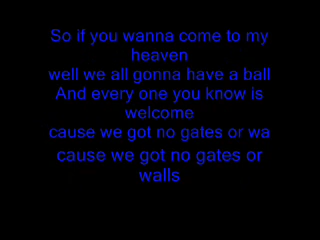 So if you wanna come to my
heaven
well we all gonna have a ball
And every one you know is
welcome
cause we got no gates or wa
cause we got no gates or
walls